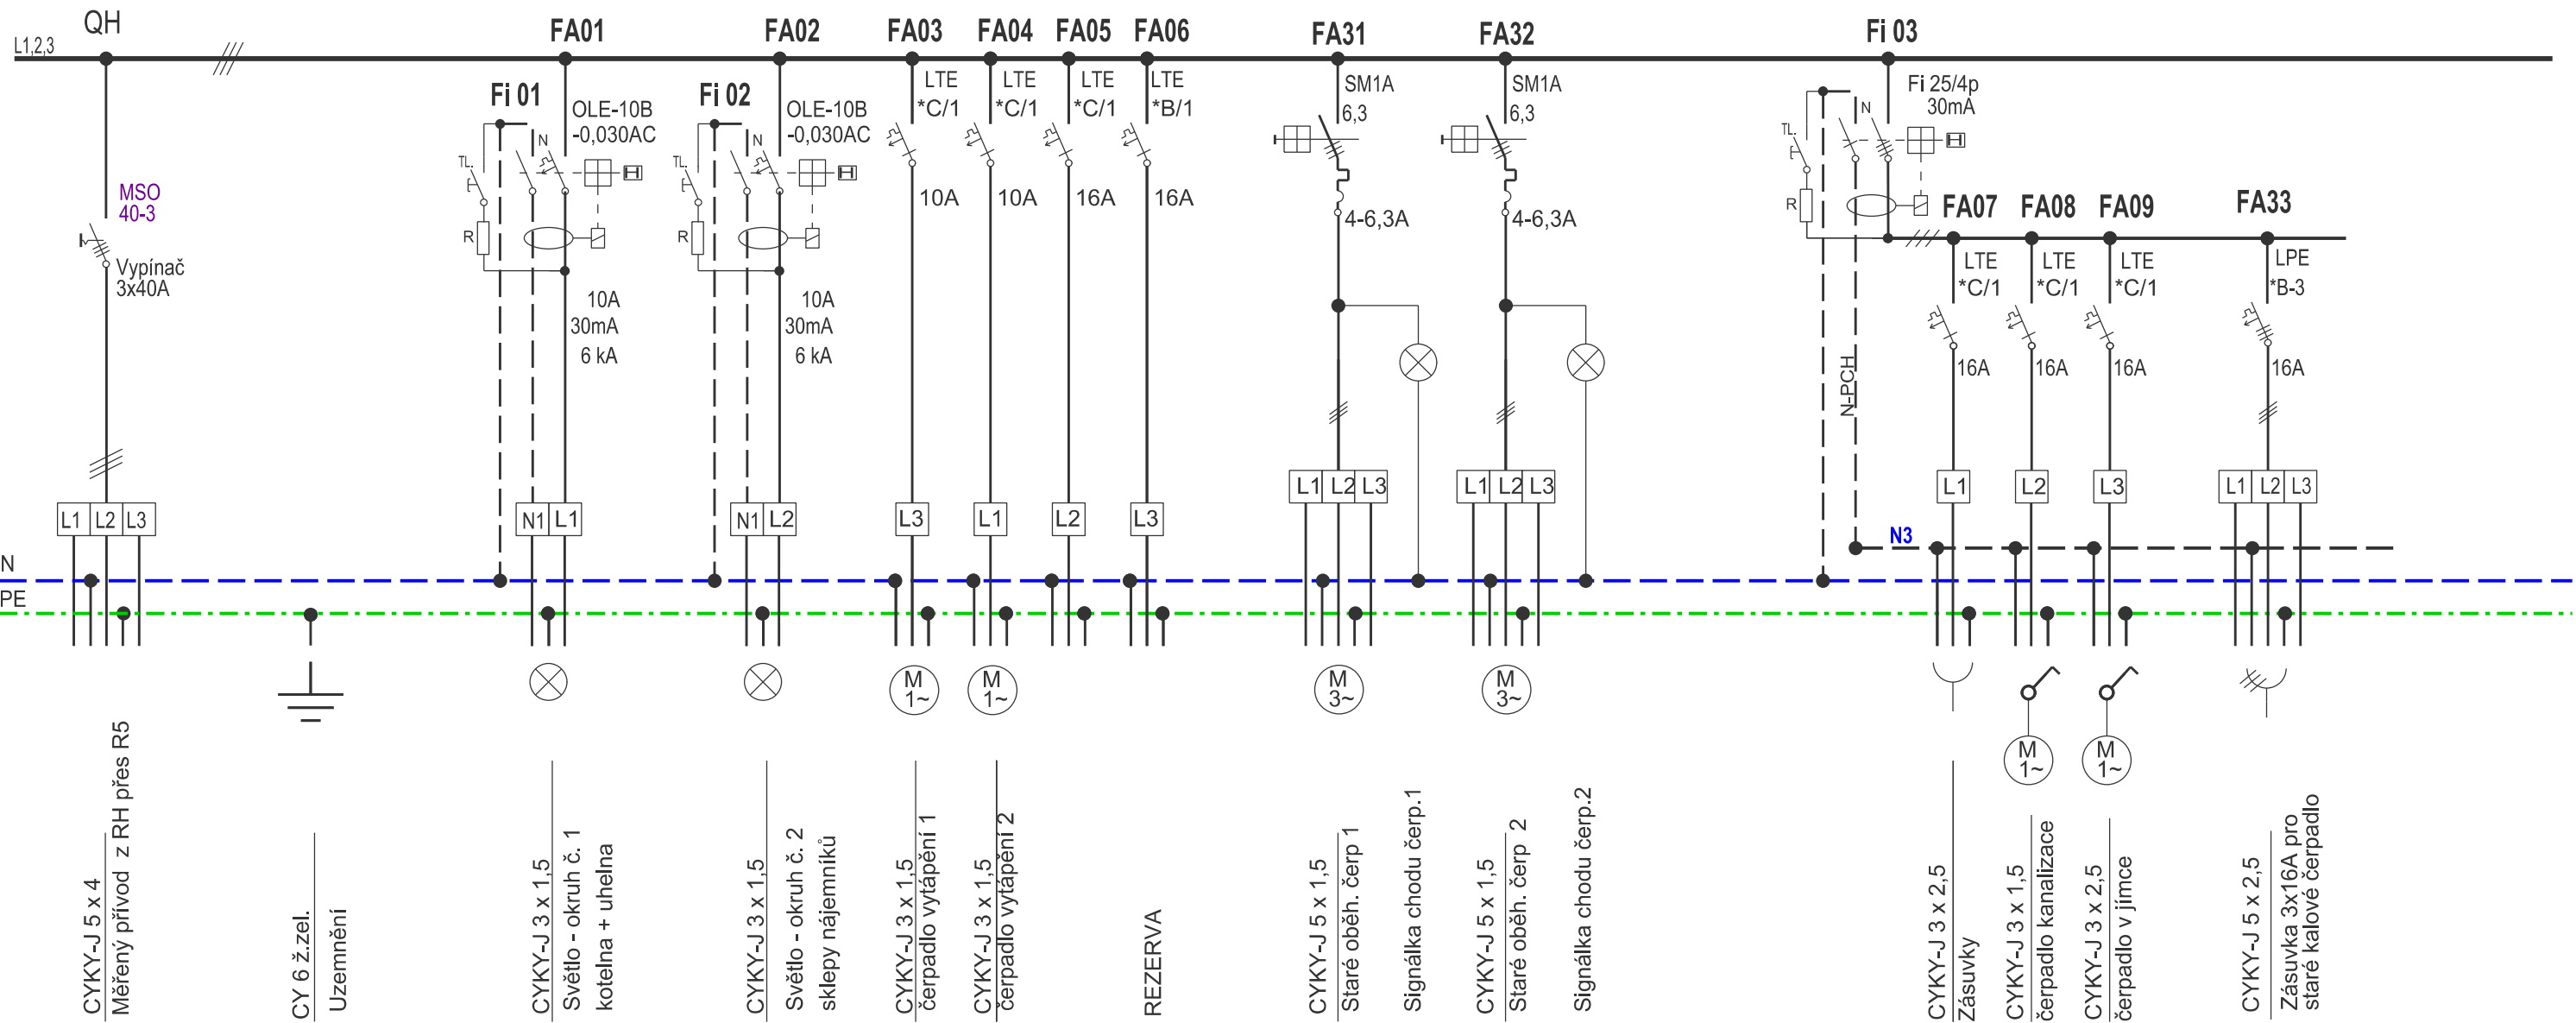 QH
FA01
FA02
FA03
FA04
FA05
FA06
FA31
FA32
Fi 03
L1,2,3
Fi 01
OLE-10B
-0,030AC
Fi 02
OLE-10B
-0,030AC
LTE
*C/1
LTE
*C/1
LTE
*C/1
LTE
*B/1
SM1A
6,3
SM1A
6,3
Fi 25/4p
30mA
N
TL.
R
N
TL.
R
N
TL.
R
MSO
40-3
Vypínač
3x40A
10A
10A
16A
16A
4-6,3A
4-6,3A
FA07
FA08
FA09
FA33
LTE
*C/1
LTE
*C/1
LTE
*C/1
LPE
*B-3
10A
30mA
6 kA
10A
30mA
6 kA
16A
16A
16A
16A
N-PCH
L1 L2 L3
N1 L1
N1 L2
L3
L1
L2
L3
L1 L2 L3
L1 L2 L3
L1
L2
L3
L1 L2 L3
N3
N
PE
M
1~
M
1~
M
3~
M
3~
M
1~
M
1~
CYKY-J 5 x 4
Měřený přívod z RH přes R5
CY 6 ž.zel.
Uzemnění
CYKY-J 3 x 1,5
Světlo - okruh č. 1
kotelna + uhelna
CYKY-J 3 x 1,5
Světlo - okruh č. 2
sklepy nájemníků
CYKY-J 3 x 1,5
čerpadlo vytápění 1
CYKY-J 3 x 1,5
čerpadlo vytápění 2
REZERVA
CYKY-J 5 x 1,5
Staré oběh. čerp 1
Signálka chodu čerp.1
CYKY-J 5 x 1,5
Staré oběh. čerp 2
Signálka chodu čerp.2
CYKY-J 3 x 2,5
Zásuvky
CYKY-J 3 x 1,5
čerpadlo kanalizace
CYKY-J 3 x 2,5
čerpadlo v jímce
CYKY-J 5 x 2,5
Zásuvka 3x16A pro
staré kalové čerpadlo